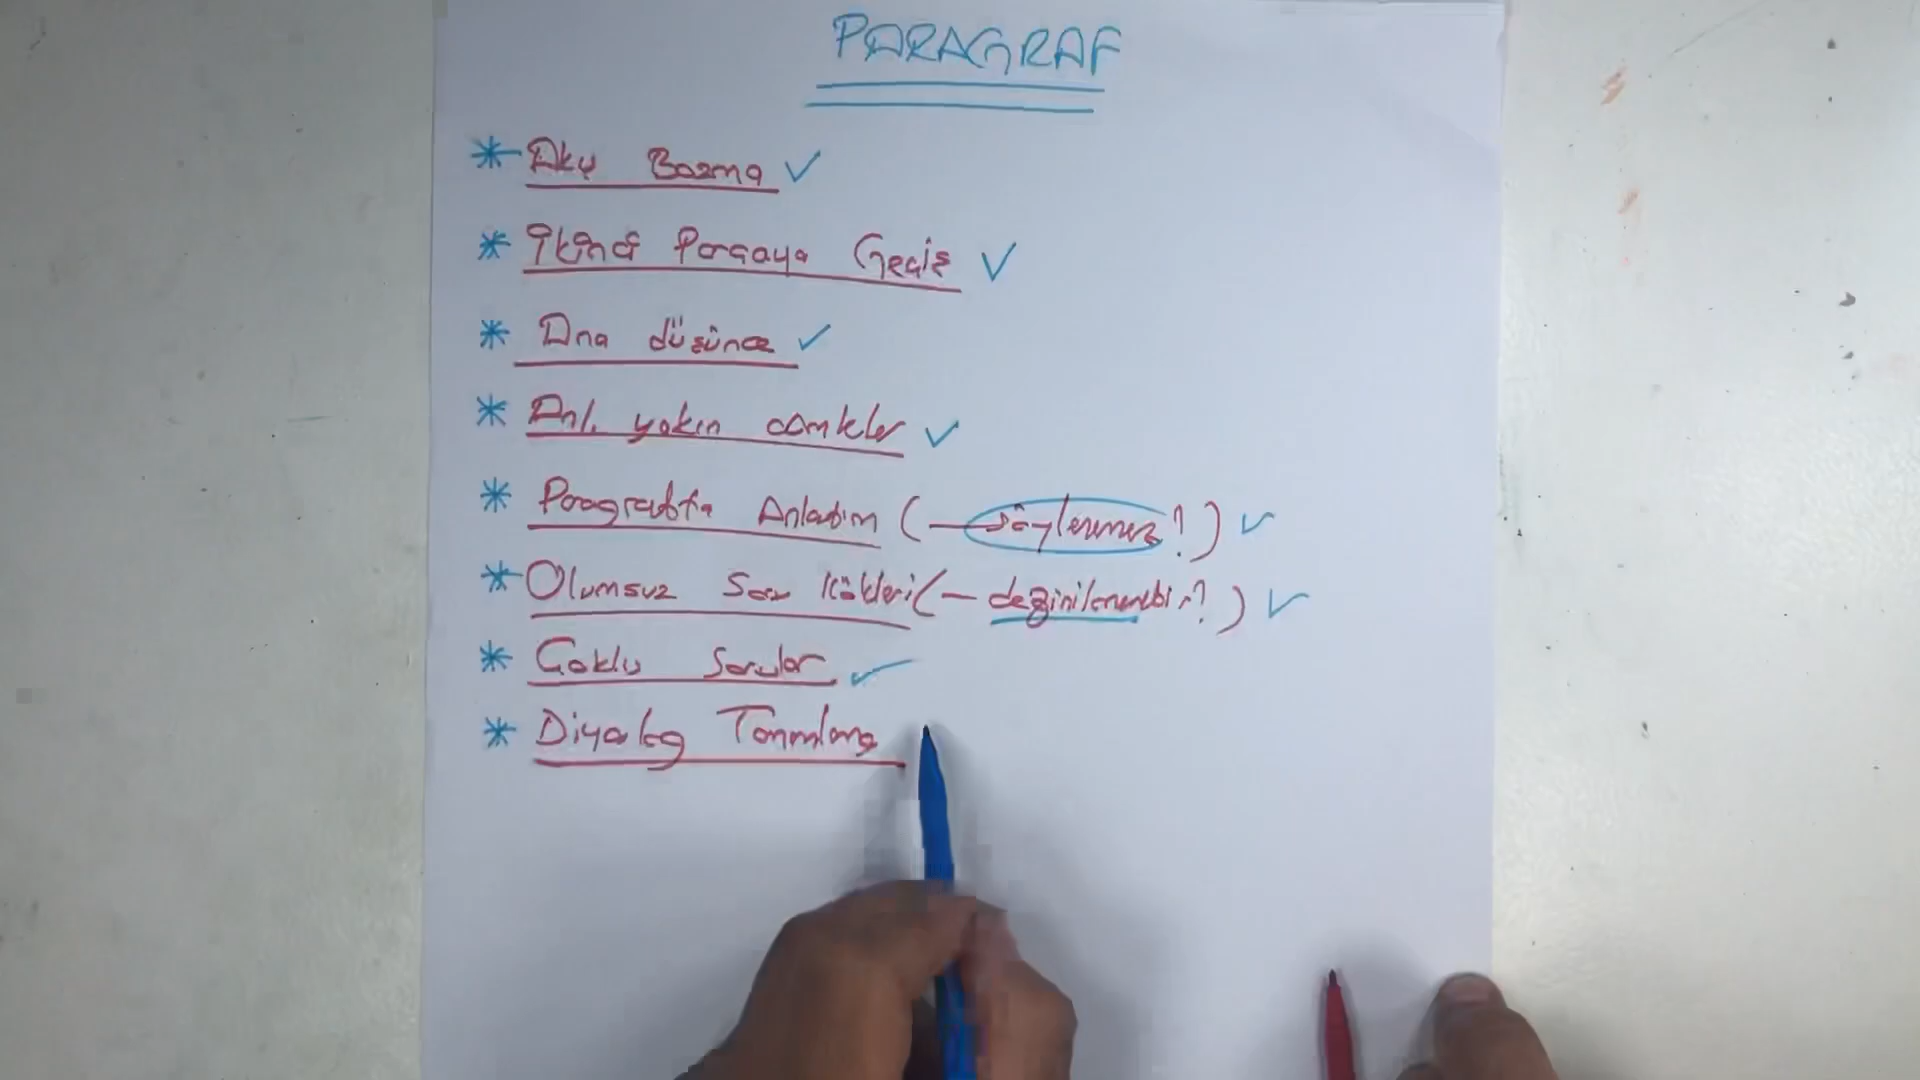 PARAGRAF
* Akış Bozma ✓
* İkinci Parçaya Geçiş ✓
* Ana düşünce ✓
* Anl. yakın cümleler ✓
* Paragrafta Anlatım (— söylenemez?) ✓
* Olumsuz Soru Kökleri (— değinilmemiştir?) ✓
* Çoklu Sorular ✓
* Diyalog Tamamlama